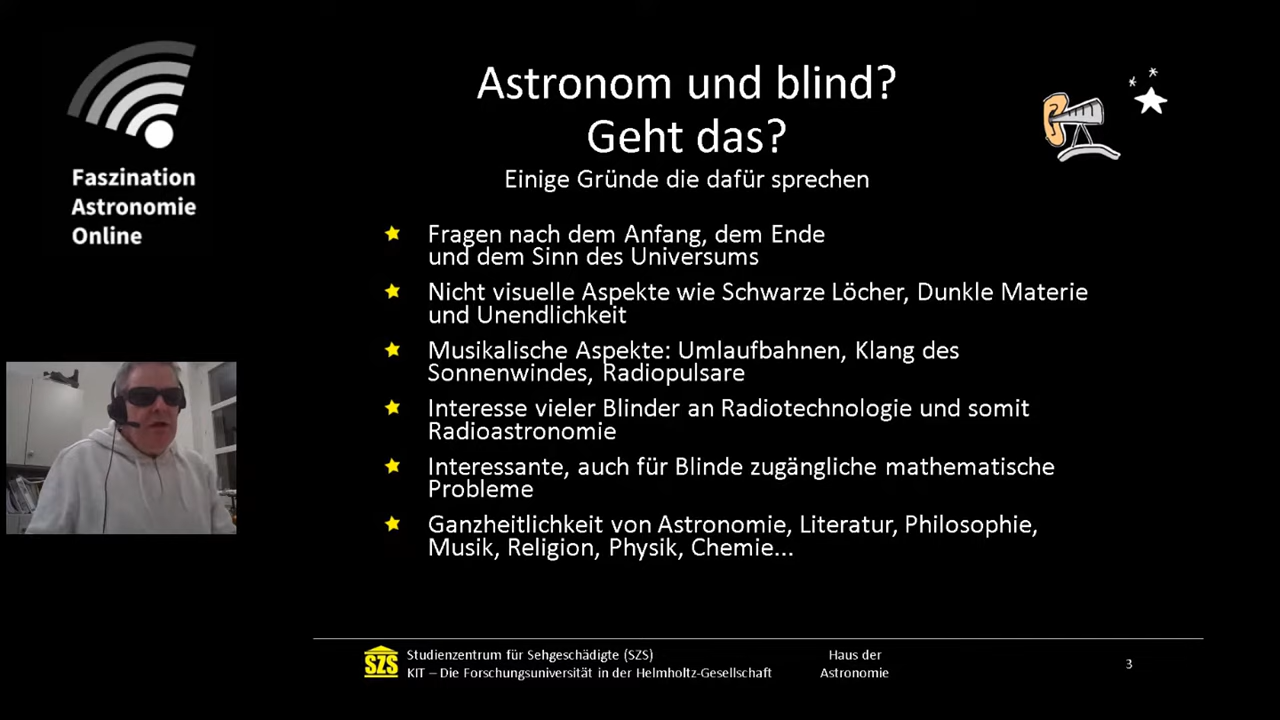 Faszination
Astronomie
Online
Astronom und blind?
Geht das?
Einige Gründe die dafür sprechen
Fragen nach dem Anfang, dem Ende
und dem Sinn des Universums
Nicht visuelle Aspekte wie Schwarze Löcher, Dunkle Materie
und Unendlichkeit
Musikalische Aspekte: Umlaufbahnen, Klang des
Sonnenwindes, Radiopulsare
Interesse vieler Blinder an Radiotechnologie und somit
Radioastronomie
Interessante, auch für Blinde zugängliche mathematische
Probleme
Ganzheitlichkeit von Astronomie, Literatur, Philosophie,
Musik, Religion, Physik, Chemie...
SZS
Studienzentrum für Sehgeschädigte (SZS)
KIT – Die Forschungsuniversität in der Helmholtz-Gesellschaft
Haus der
Astronomie
3